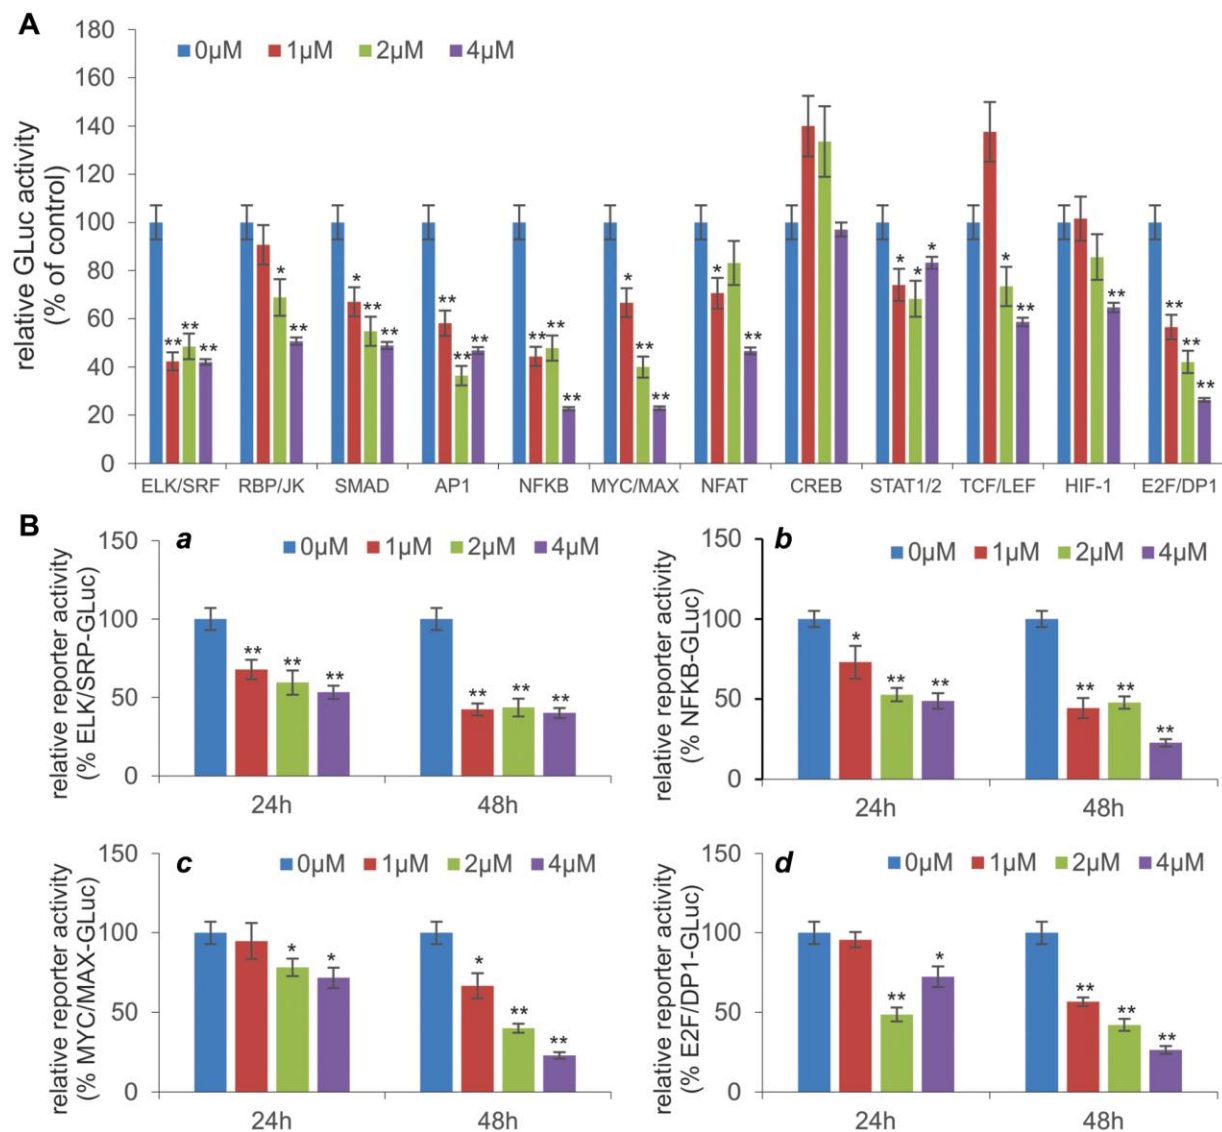 A
180
160
140
120
100
80
60
40
20
0
relative GLuc activity
(% of control)
0μM 1μM 2μM 4μM
** ** **
* **
* ** **
** ** **
** ** **
* ** **
* **
* * *
* **
**
** ** **
ELK/SRF RBP/JK SMAD AP1 NFKB MYC/MAX NFAT CREB STAT1/2 TCF/LEF HIF-1 E2F/DP1
B
a
0μM 1μM 2μM 4μM
150
100
50
0
relative reporter activity
(% ELK/SRP-GLuc)
** ** **
** ** **
24h 48h
b
0μM 1μM 2μM 4μM
150
100
50
0
relative reporter activity
(% NFKB-GLuc)
* ** **
** ** **
24h 48h
c
0μM 1μM 2μM 4μM
150
100
50
0
relative reporter activity
(% MYC/MAX-GLuc)
* *
* ** **
24h 48h
d
0μM 1μM 2μM 4μM
150
100
50
0
relative reporter activity
(% E2F/DP1-GLuc)
** *
** ** **
24h 48h